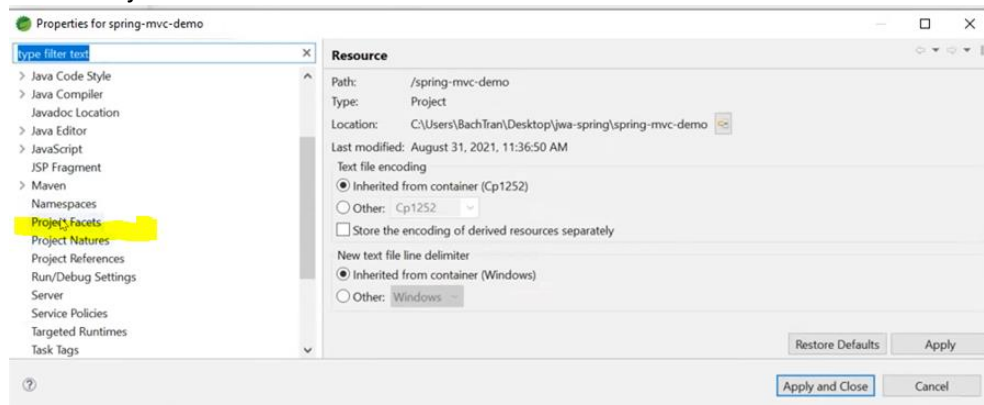 Properties for spring-mvc-demo
type filter text
Java Code Style
Java Compiler
Javadoc Location
Java Editor
JavaScript
JSP Fragment
Maven
Namespaces
Project Facets
Project Natures
Project References
Run/Debug Settings
Server
Service Policies
Targeted Runtimes
Task Tags
Resource
Path: /spring-mvc-demo
Type: Project
Location: C:\Users\BachTran\Desktop\jwa-spring\spring-mvc-demo
Last modified: August 31, 2021, 11:36:50 AM
Text file encoding
Inherited from container (Cp1252)
Other: Cp1252
Store the encoding of derived resources separately
New text file line delimiter
Inherited from container (Windows)
Other: Windows
Restore Defaults Apply
Apply and Close Cancel